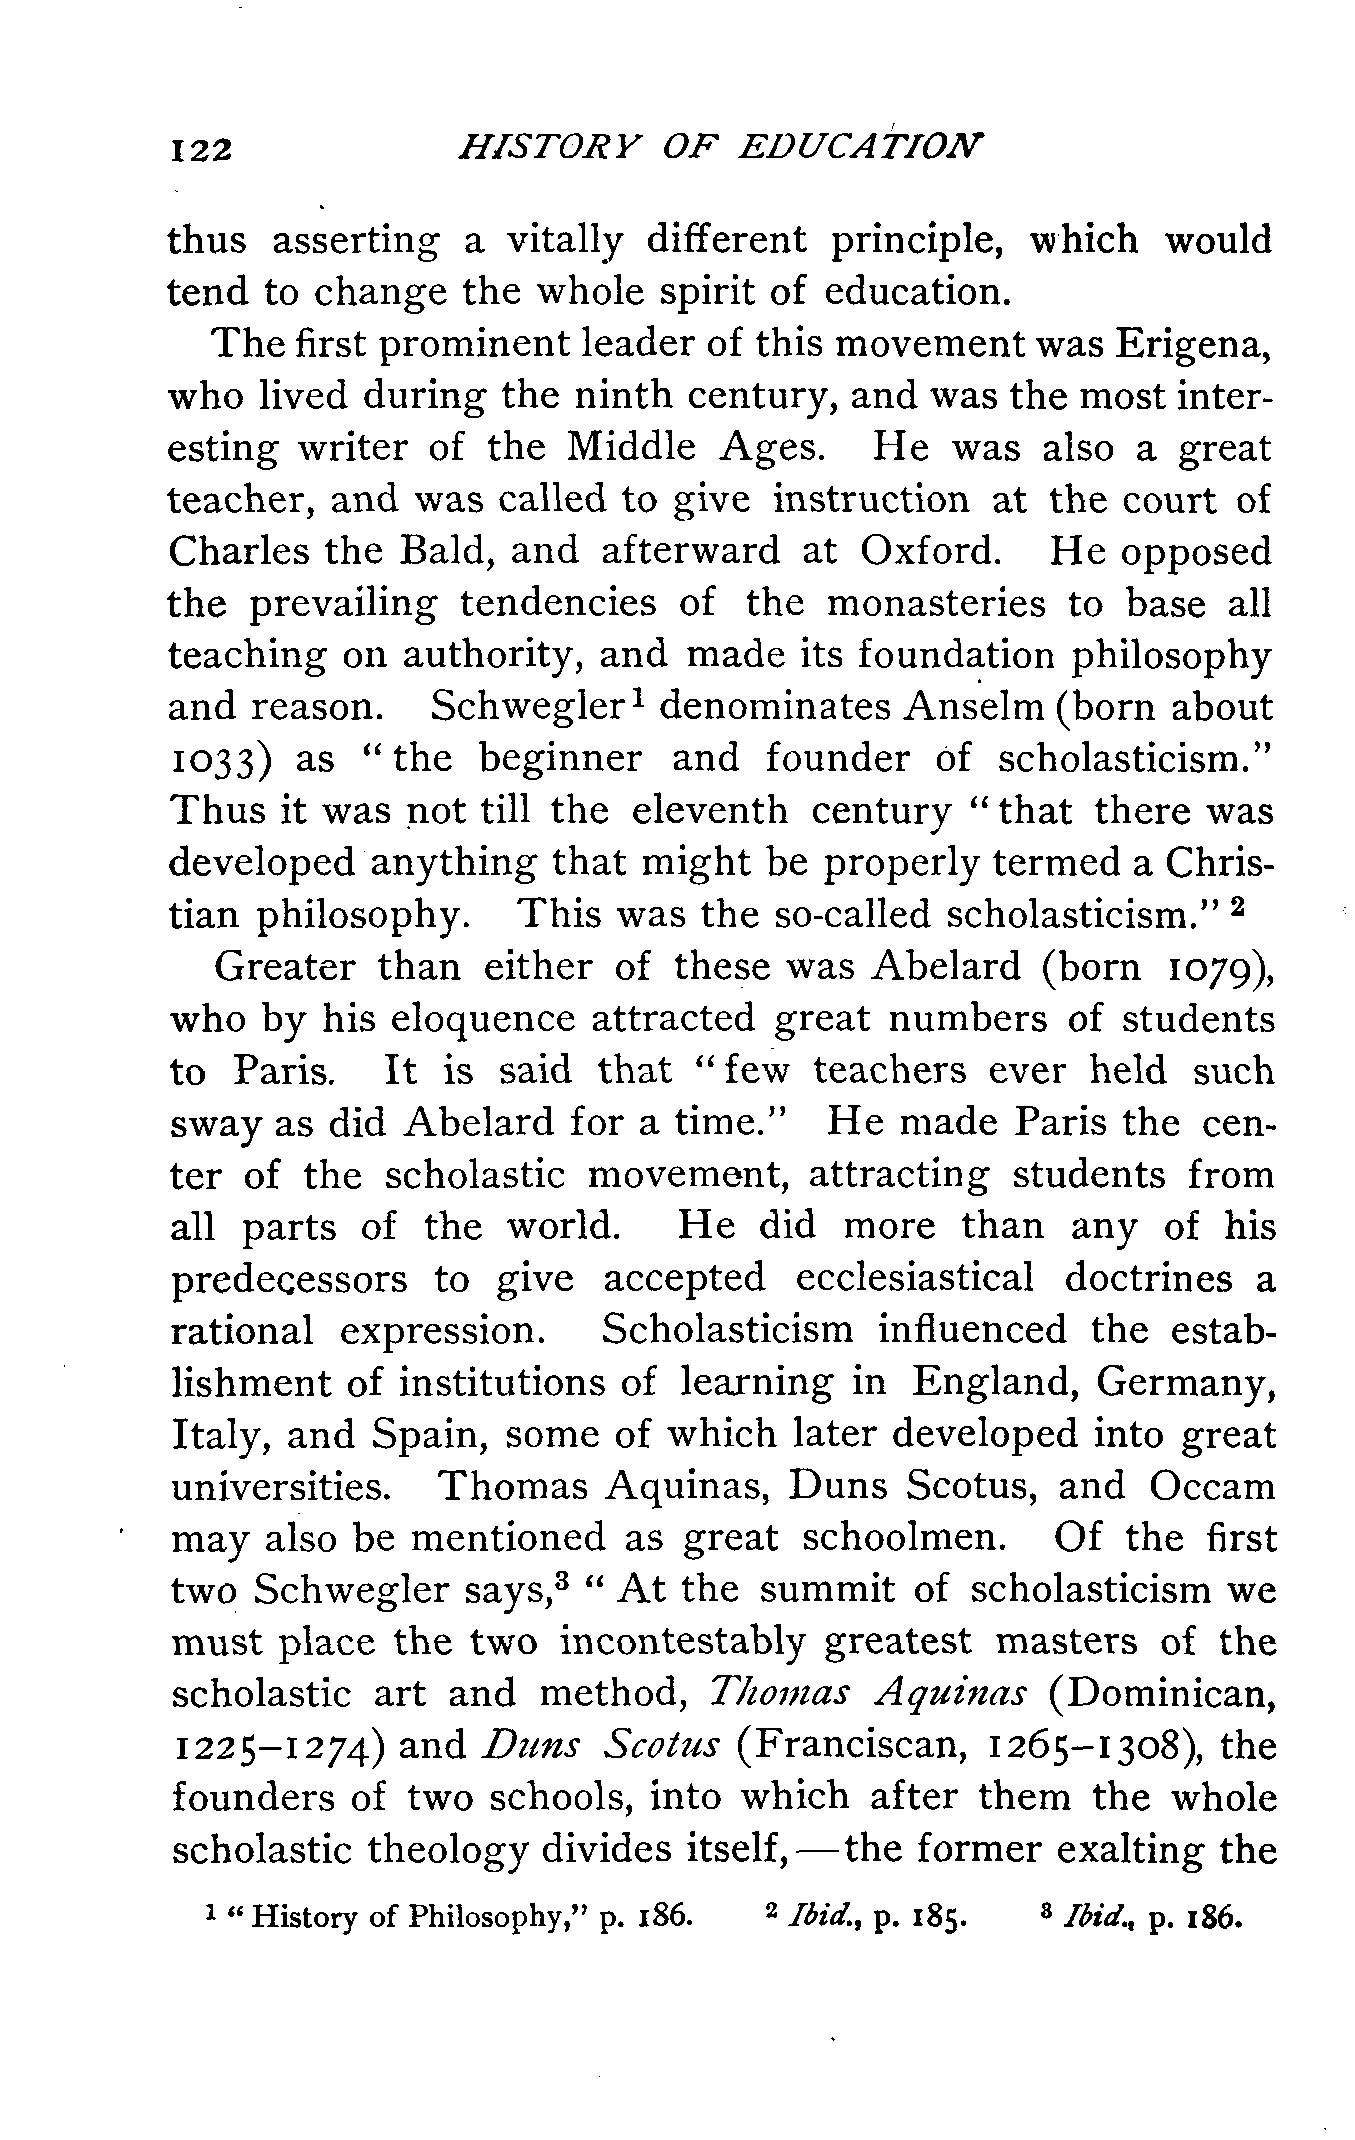 122 HISTORY OF EDUCATION
thus asserting a vitally different principle, which would
tend to change the whole spirit of education.
The first prominent leader of this movement was Erigena,
who lived during the ninth century, and was the most inter-
esting writer of the Middle Ages. He was also a great
teacher, and was called to give instruction at the court of
Charles the Bald, and afterward at Oxford. He opposed
the prevailing tendencies of the monasteries to base all
teaching on authority, and made its foundation philosophy
and reason. Schwegler¹ denominates Anselm (born about
1033) as “the beginner and founder of scholasticism.”
Thus it was not till the eleventh century “that there was
developed anything that might be properly termed a Chris-
tian philosophy. This was the so-called scholasticism.”²
Greater than either of these was Abelard (born 1079),
who by his eloquence attracted great numbers of students
to Paris. It is said that “few teachers ever held such
sway as did Abelard for a time.” He made Paris the cen-
ter of the scholastic movement, attracting students from
all parts of the world. He did more than any of his
predecessors to give accepted ecclesiastical doctrines a
rational expression. Scholasticism influenced the estab-
lishment of institutions of learning in England, Germany,
Italy, and Spain, some of which later developed into great
universities. Thomas Aquinas, Duns Scotus, and Occam
may also be mentioned as great schoolmen. Of the first
two Schwegler says,³ “At the summit of scholasticism we
must place the two incontestably greatest masters of the
scholastic art and method, Thomas Aquinas (Dominican,
1225–1274) and Duns Scotus (Franciscan, 1265–1308), the
founders of two schools, into which after them the whole
scholastic theology divides itself,—the former exalting the
¹ “History of Philosophy,” p. 186. ² Ibid., p. 185. ³ Ibid., p. 186.